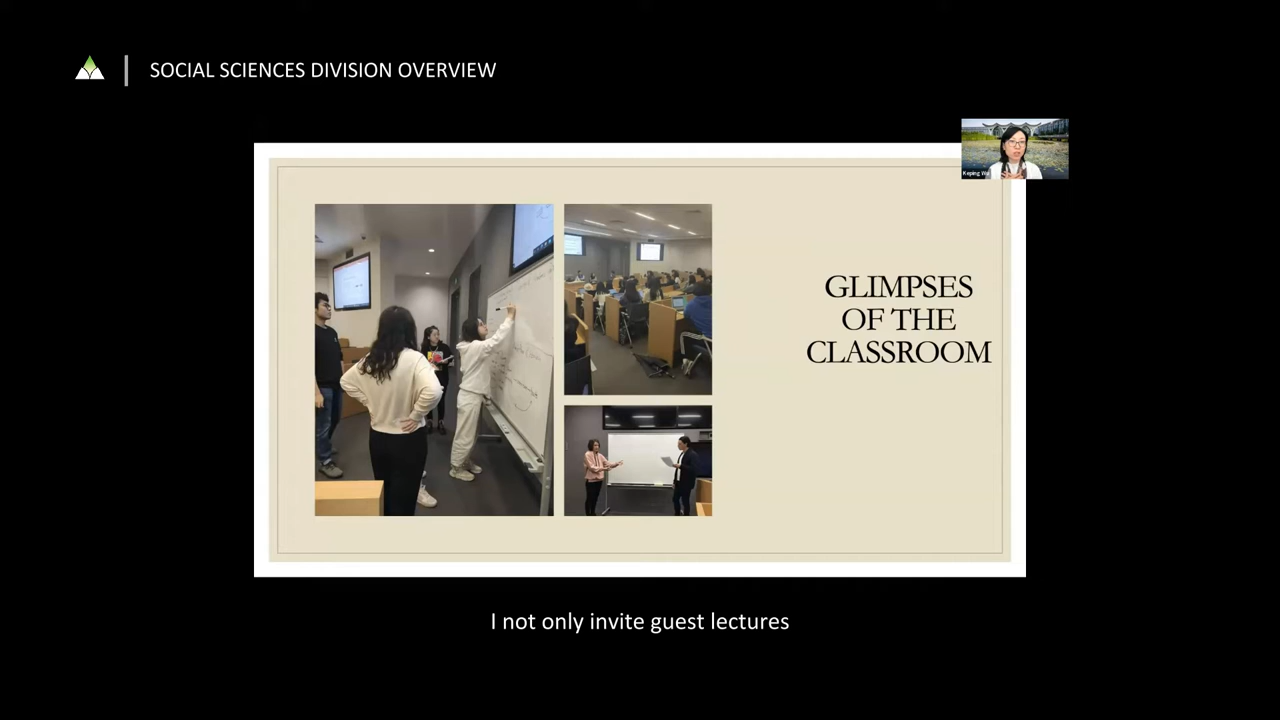 SOCIAL SCIENCES DIVISION OVERVIEW
GLIMPSES
OF THE
CLASSROOM
I not only invite guest lectures